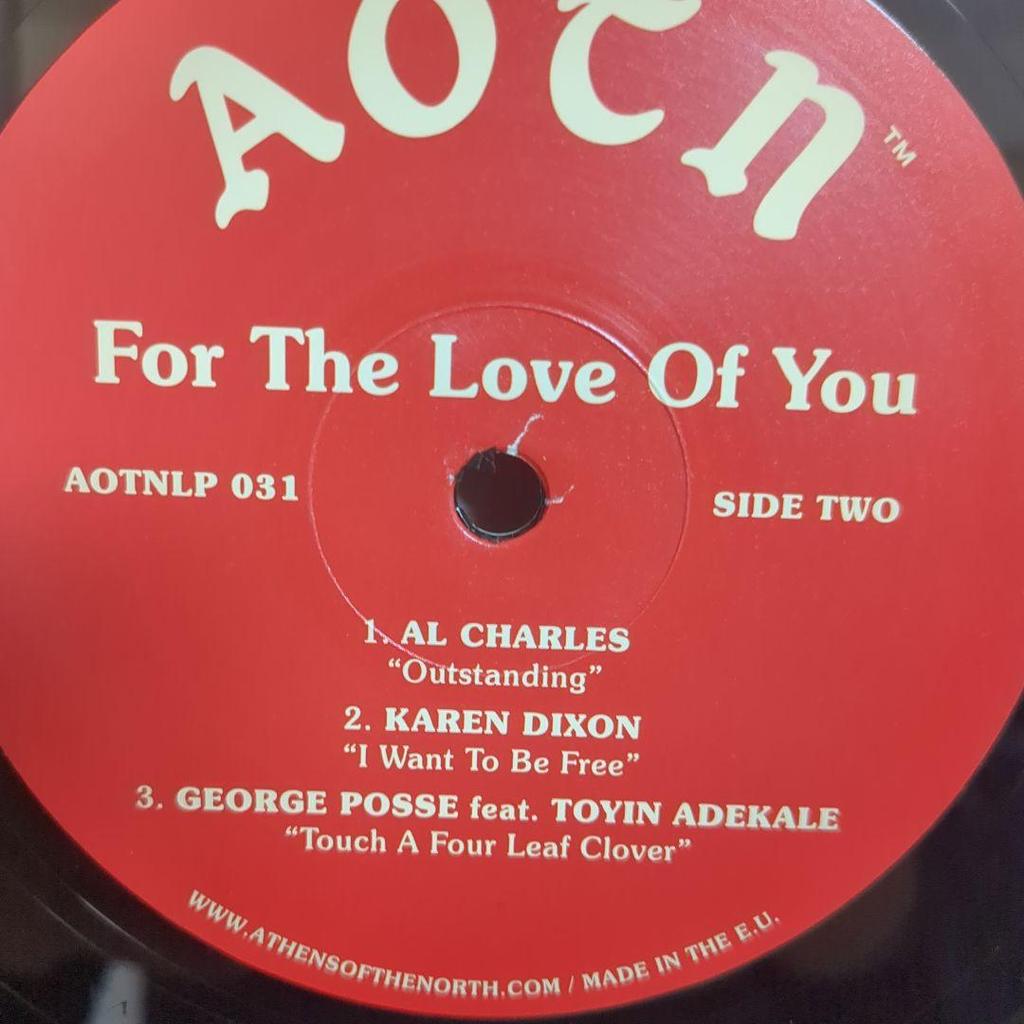 AOTN™
For The Love Of You
AOTNLP 031
SIDE TWO
1. AL CHARLES
“Outstanding”
2. KAREN DIXON
“I Want To Be Free”
3. GEORGE POSSE feat. TOYIN ADEKALE
“Touch A Four Leaf Clover”
WWW.ATHENSOFTHENORTH.COM / MADE IN THE E.U.